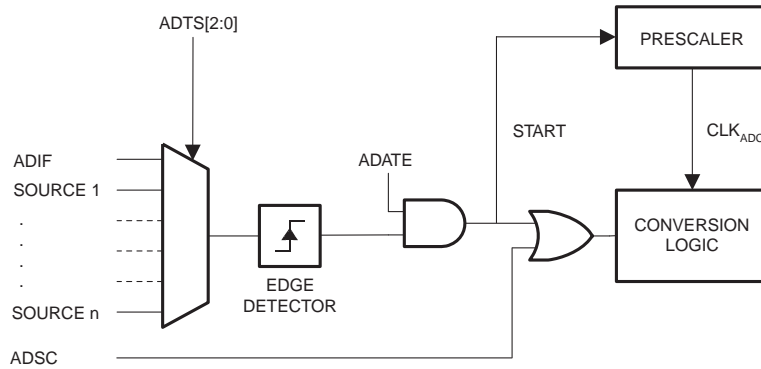 ADTS[2:0]
PRESCALER
START
CLKADC
ADIF
ADATE
SOURCE 1
.
.
.
.
CONVERSION
LOGIC
EDGE
DETECTOR
SOURCE n
ADSC